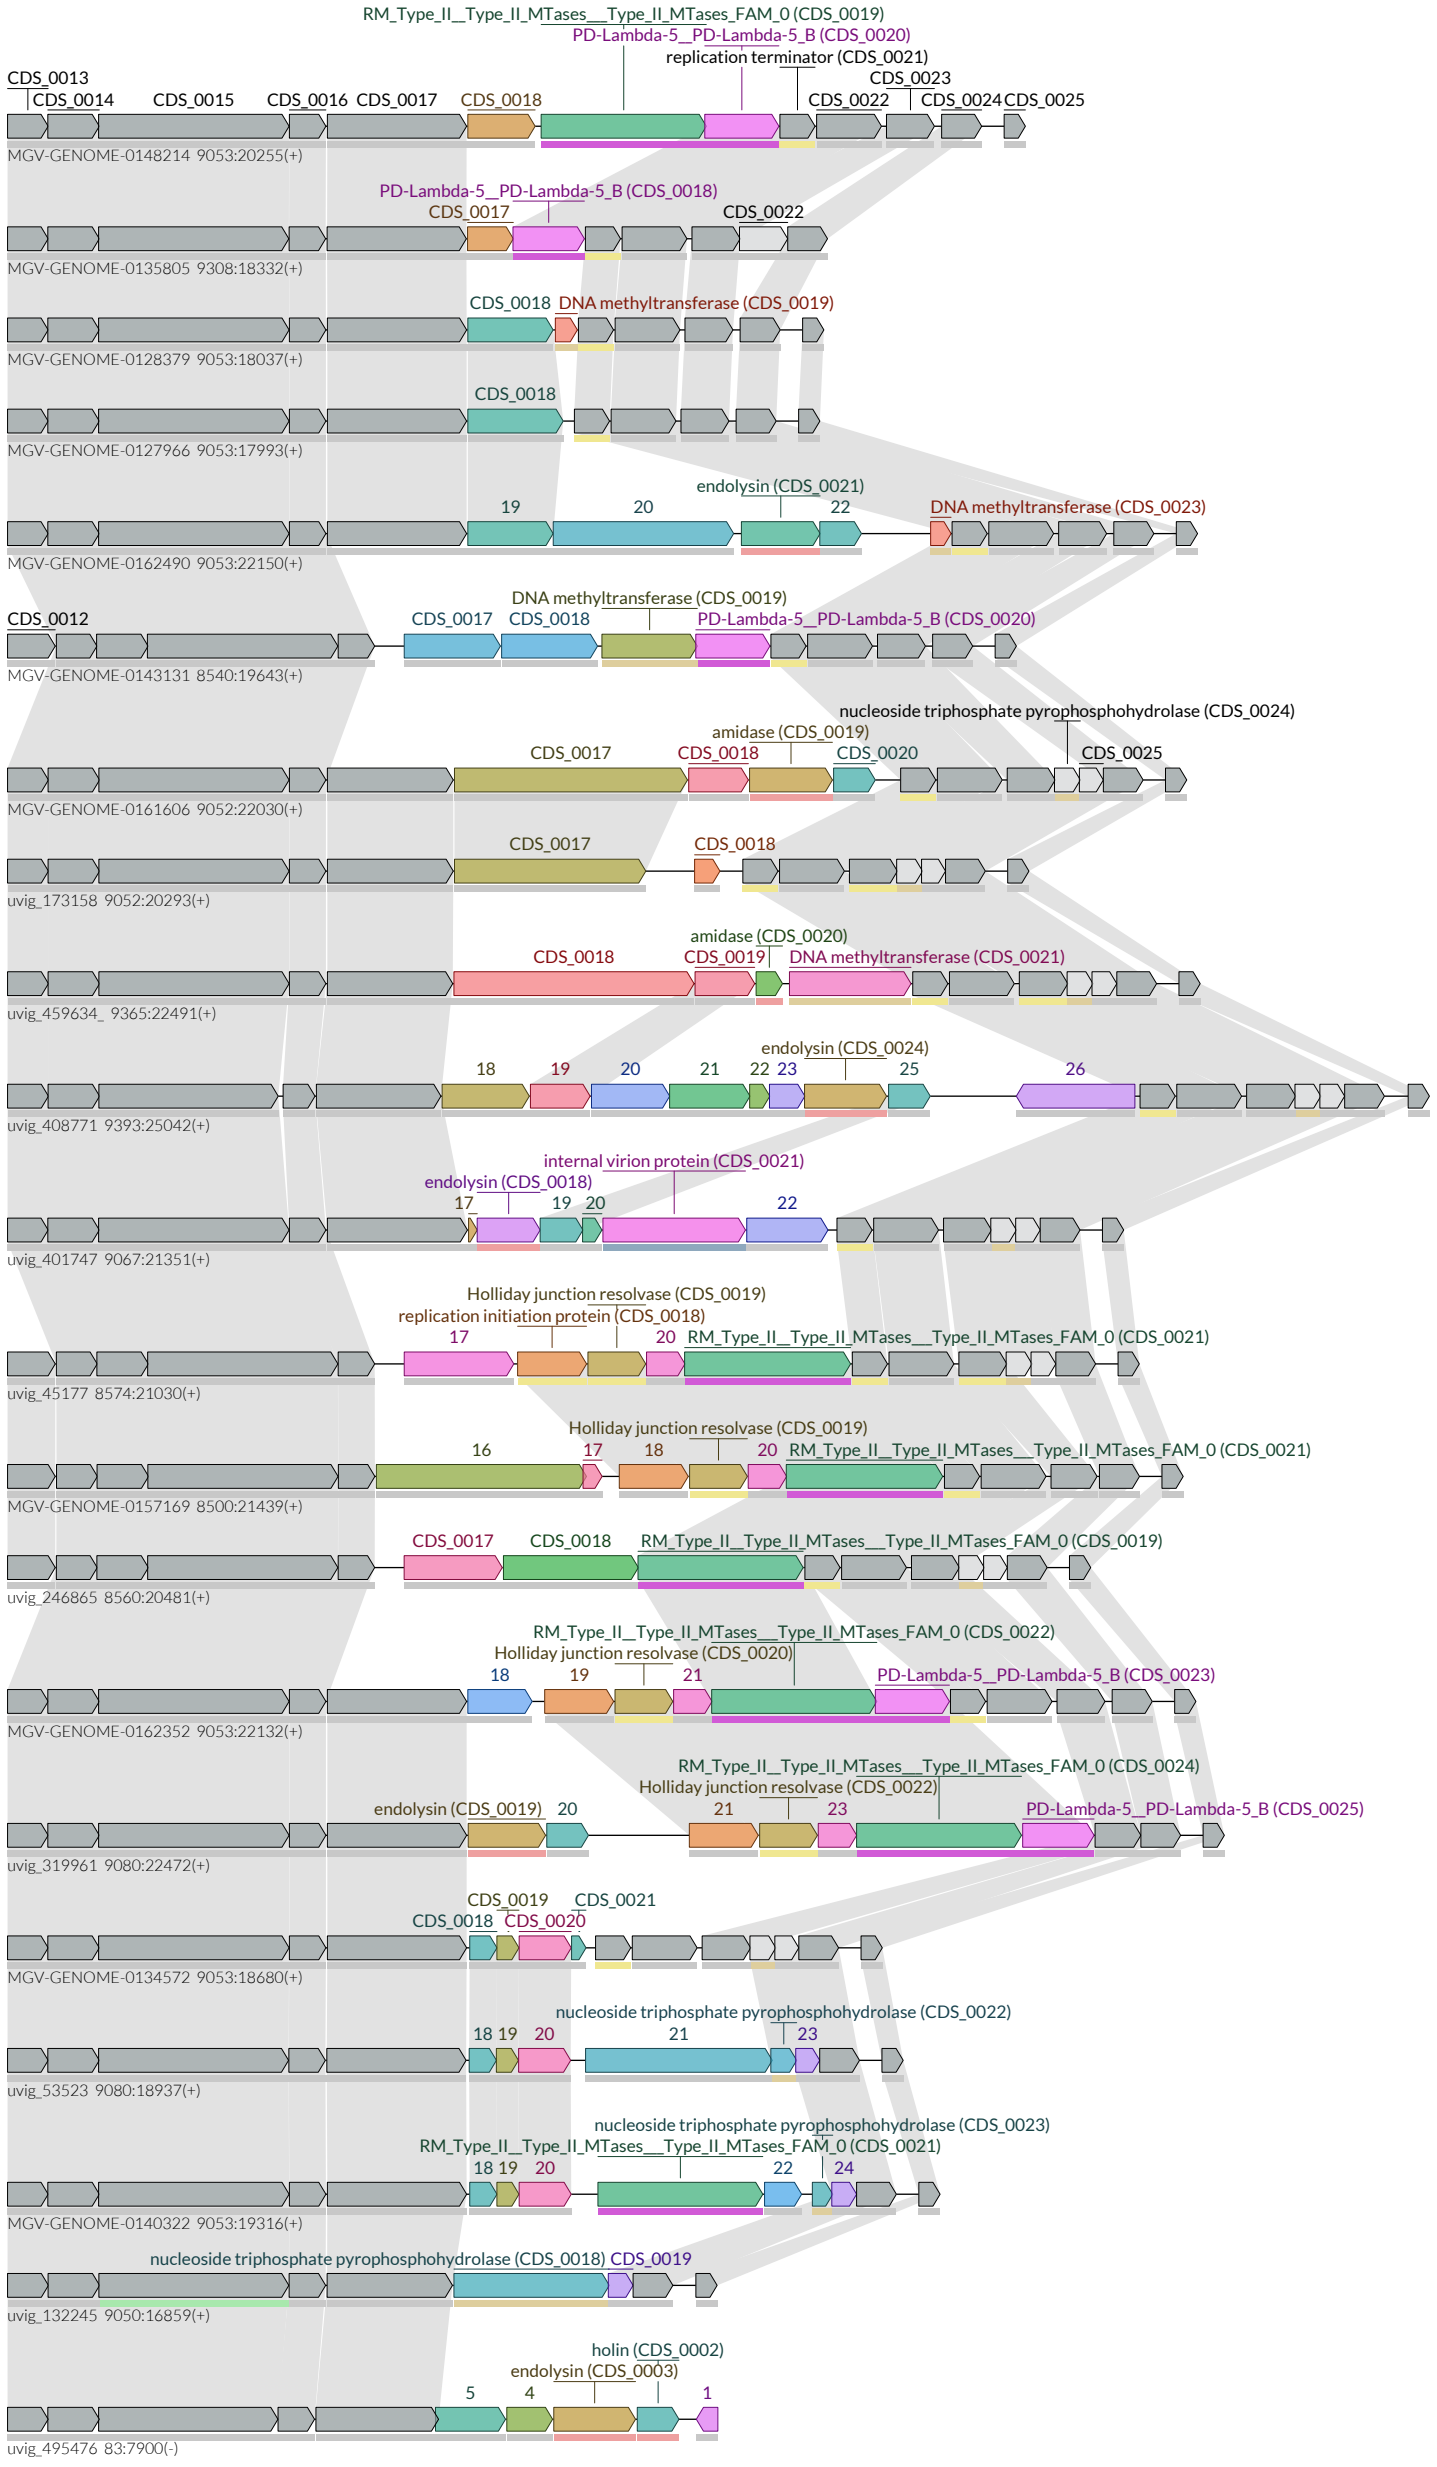 RM_Type_II__Type_II_MTases___Type_II_MTases_FAM_0 (CDS_0019)
PD-Lambda-5__PD-Lambda-5_B (CDS_0020)
replication terminator (CDS_0021)
CDS_0013 CDS_0023
CDS_0014 CDS_0015 CDS_0016 CDS_0017 CDS_0018 CDS_0022 CDS_0024 CDS_0025
MGV-GENOME-0148214 9053:20255(+)
PD-Lambda-5__PD-Lambda-5_B (CDS_0018)
CDS_0017 CDS_0022
MGV-GENOME-0135805 9308:18332(+)
CDS_0018 DNA methyltransferase (CDS_0019)
MGV-GENOME-0128379 9053:18037(+)
CDS_0018
MGV-GENOME-0127966 9053:17993(+)
endolysin (CDS_0021)
19 20 22 DNA methyltransferase (CDS_0023)
MGV-GENOME-0162490 9053:22150(+)
DNA methyltransferase (CDS_0019)
CDS_0012 CDS_0017 CDS_0018 PD-Lambda-5__PD-Lambda-5_B (CDS_0020)
MGV-GENOME-0143131 8540:19643(+)
nucleoside triphosphate pyrophosphohydrolase (CDS_0024)
amidase (CDS_0019)
CDS_0017 CDS_0018 CDS_0020 CDS_0025
MGV-GENOME-0161606 9052:22030(+)
CDS_0017 CDS_0018
uvig_173158 9052:20293(+)
amidase (CDS_0020)
CDS_0018 CDS_0019 DNA methyltransferase (CDS_0021)
uvig_459634_ 9365:22491(+)
endolysin (CDS_0024)
18 19 20 21 22 23 25 26
uvig_408771 9393:25042(+)
internal virion protein (CDS_0021)
endolysin (CDS_0018)
17 19 20 22
uvig_401747 9067:21351(+)
Holliday junction resolvase (CDS_0019)
replication initiation protein (CDS_0018)
17 20 RM_Type_II__Type_II_MTases___Type_II_MTases_FAM_0 (CDS_0021)
uvig_45177 8574:21030(+)
Holliday junction resolvase (CDS_0019)
16 17 18 20 RM_Type_II__Type_II_MTases___Type_II_MTases_FAM_0 (CDS_0021)
MGV-GENOME-0157169 8500:21439(+)
CDS_0017 CDS_0018 RM_Type_II__Type_II_MTases___Type_II_MTases_FAM_0 (CDS_0019)
uvig_246865 8560:20481(+)
RM_Type_II__Type_II_MTases___Type_II_MTases_FAM_0 (CDS_0022)
Holliday junction resolvase (CDS_0020)
18 19 21 PD-Lambda-5__PD-Lambda-5_B (CDS_0023)
MGV-GENOME-0162352 9053:22132(+)
RM_Type_II__Type_II_MTases___Type_II_MTases_FAM_0 (CDS_0024)
Holliday junction resolvase (CDS_0022)
endolysin (CDS_0019) 20 21 23 PD-Lambda-5__PD-Lambda-5_B (CDS_0025)
uvig_319961 9080:22472(+)
CDS_0019 CDS_0021
CDS_0018 CDS_0020
MGV-GENOME-0134572 9053:18680(+)
nucleoside triphosphate pyrophosphohydrolase (CDS_0022)
18 19 20 21 23
uvig_53523 9080:18937(+)
nucleoside triphosphate pyrophosphohydrolase (CDS_0023)
RM_Type_II__Type_II_MTases___Type_II_MTases_FAM_0 (CDS_0021)
18 19 20 22 24
MGV-GENOME-0140322 9053:19316(+)
nucleoside triphosphate pyrophosphohydrolase (CDS_0018) CDS_0019
uvig_132245 9050:16859(+)
holin (CDS_0002)
endolysin (CDS_0003)
5 4 1
uvig_495476 83:7900(-)